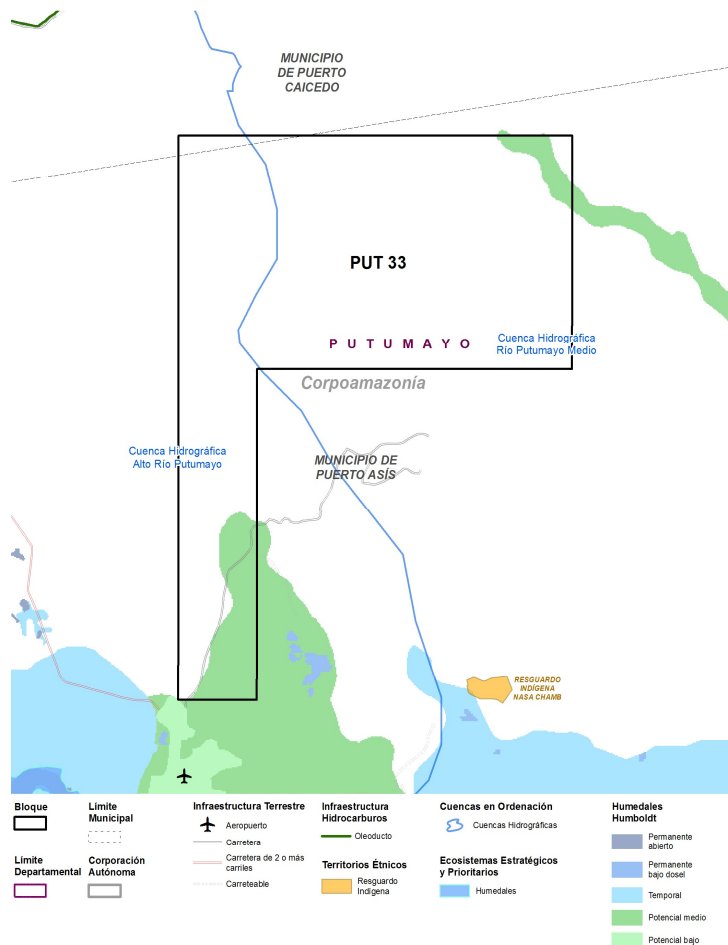 MUNICIPIO
DE PUERTO
CAICEDO
PUT 33
PUTUMAYO
Cuenca Hidrográfica
Río Putumayo Medio
Corpoamazonía
Cuenca Hidrográfica
Alto Río Putumayo
MUNICIPIO DE
PUERTO ASÍS
RESGUARDO
INDÍGENA
NASA CHAMB
Bloque
Límite
Municipal
Límite
Departamental
Corporación
Autónoma
Infraestructura Terrestre
Aeropuerto
Carretera
Carretera de 2 o más
carriles
Carreteable
Infraestructura
Hidrocarburos
Oleoducto
Territorios Étnicos
Resguardo
Indígena
Cuencas en Ordenación
Cuencas Hidrográficas
Ecosistemas Estratégicos
y Prioritarios
Humedales
Humedales
Humboldt
Permanente
abierto
Permanente
bajo dosel
Temporal
Potencial medio
Potencial bajo